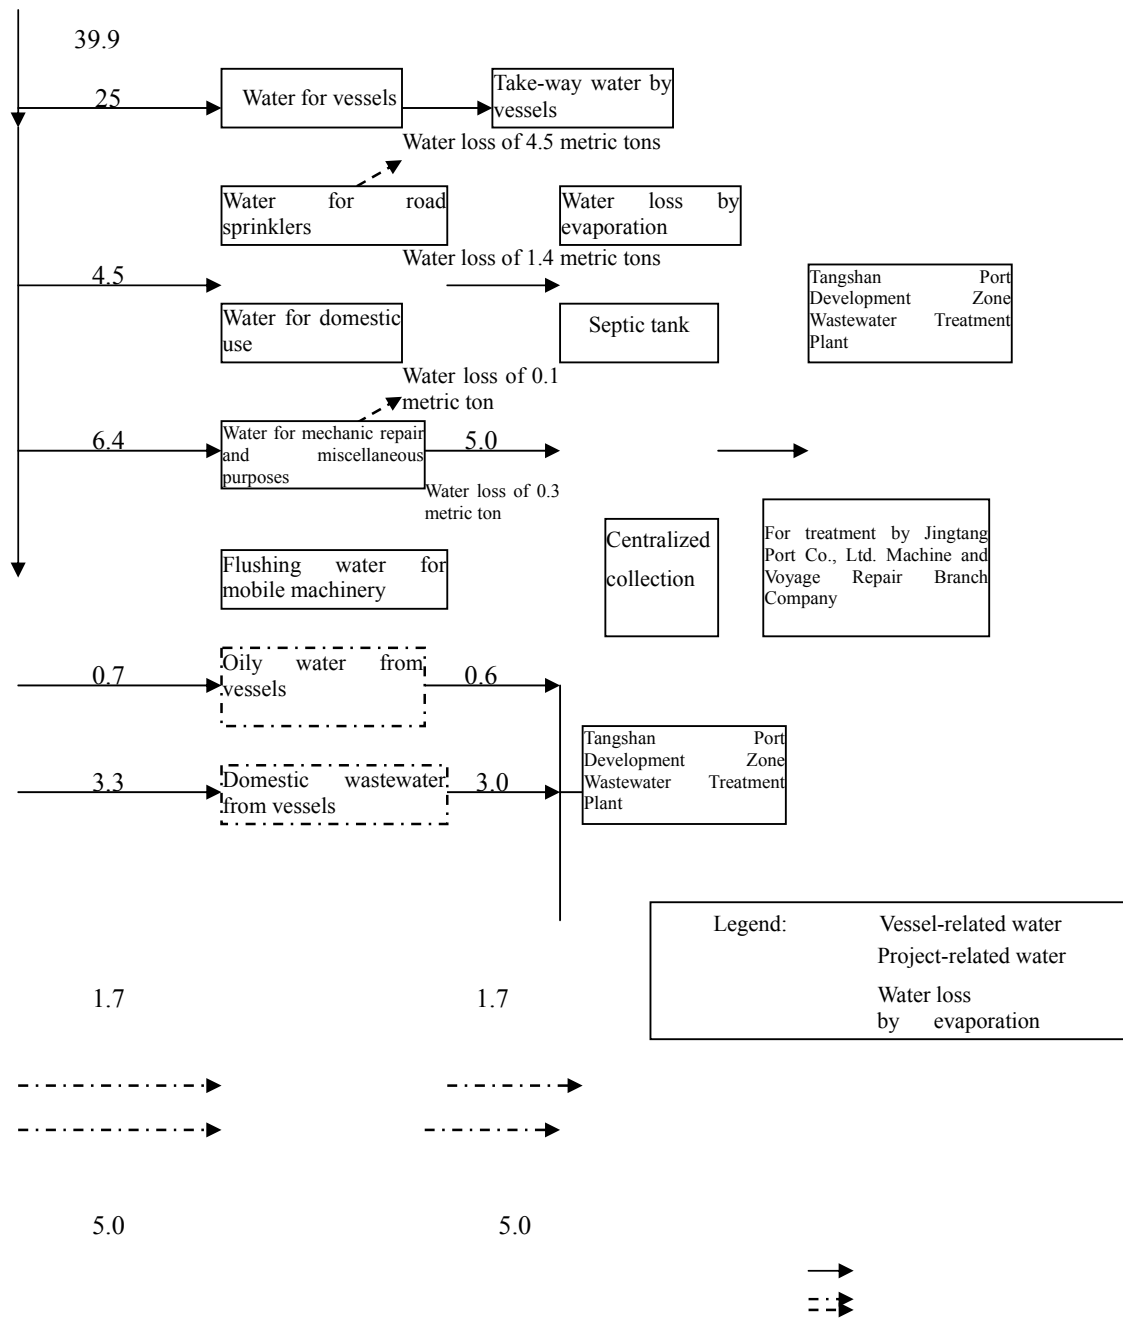 39.9
25
Water for vessels
Take-way water by
vessels
Water loss of 4.5 metric tons
Water for road
sprinklers
Water loss by
evaporation
Water loss of 1.4 metric tons
4.5
Tangshan Port
Development Zone
Wastewater Treatment
Plant
Water for domestic
use
Septic tank
Water loss of 0.1
metric ton
6.4
Water for mechanic repair
and miscellaneous
purposes
5.0
Water loss of 0.3
metric ton
Centralized
collection
For treatment by Jingtang
Port Co., Ltd. Machine and
Voyage Repair Branch
Company
Flushing water for
mobile machinery
0.7
Oily water from
vessels
0.6
Tangshan Port
Development Zone
Wastewater Treatment
Plant
3.3
Domestic wastewater
from vessels
3.0
Legend:
Vessel-related water
Project-related water
Water loss
by evaporation
1.7
1.7
5.0
5.0